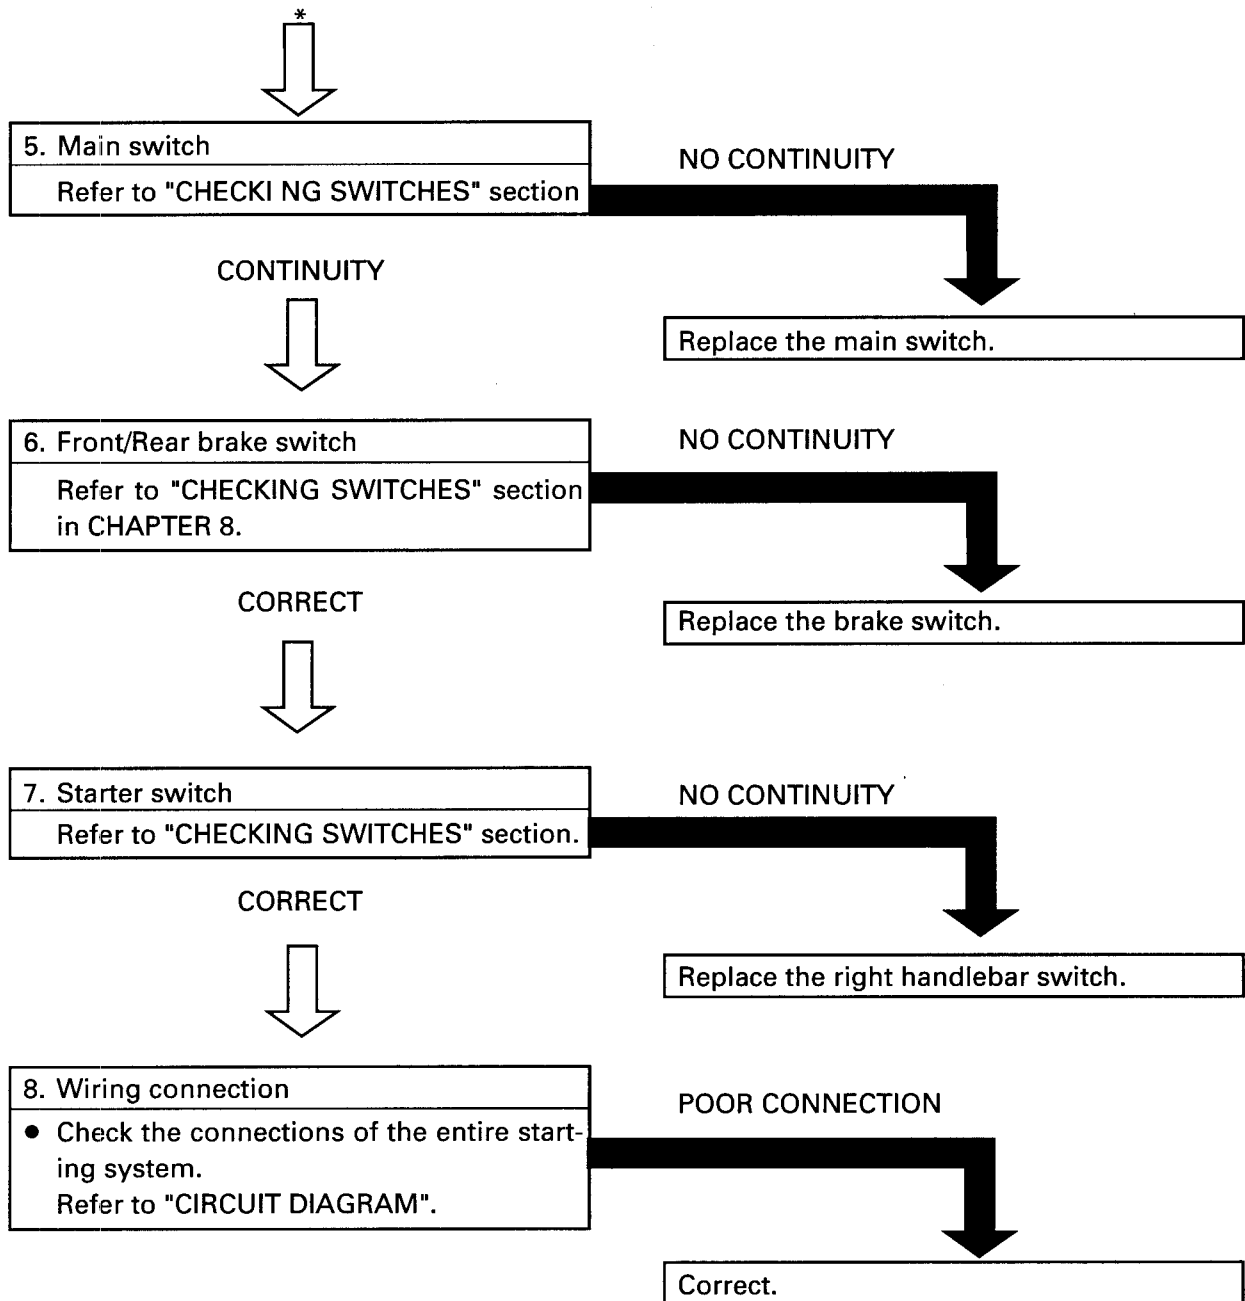 *
5. Main switch
Refer to "CHECKI NG SWITCHES" section
NO CONTINUITY
CONTINUITY
Replace the main switch.
6. Front/Rear brake switch
NO CONTINUITY
Refer to "CHECKING SWITCHES" section
in CHAPTER 8.
CORRECT
Replace the brake switch.
7. Starter switch
NO CONTINUITY
Refer to "CHECKING SWITCHES" section.
CORRECT
Replace the right handlebar switch.
8. Wiring connection
POOR CONNECTION
● Check the connections of the entire start-
ing system.
Refer to "CIRCUIT DIAGRAM".
Correct.